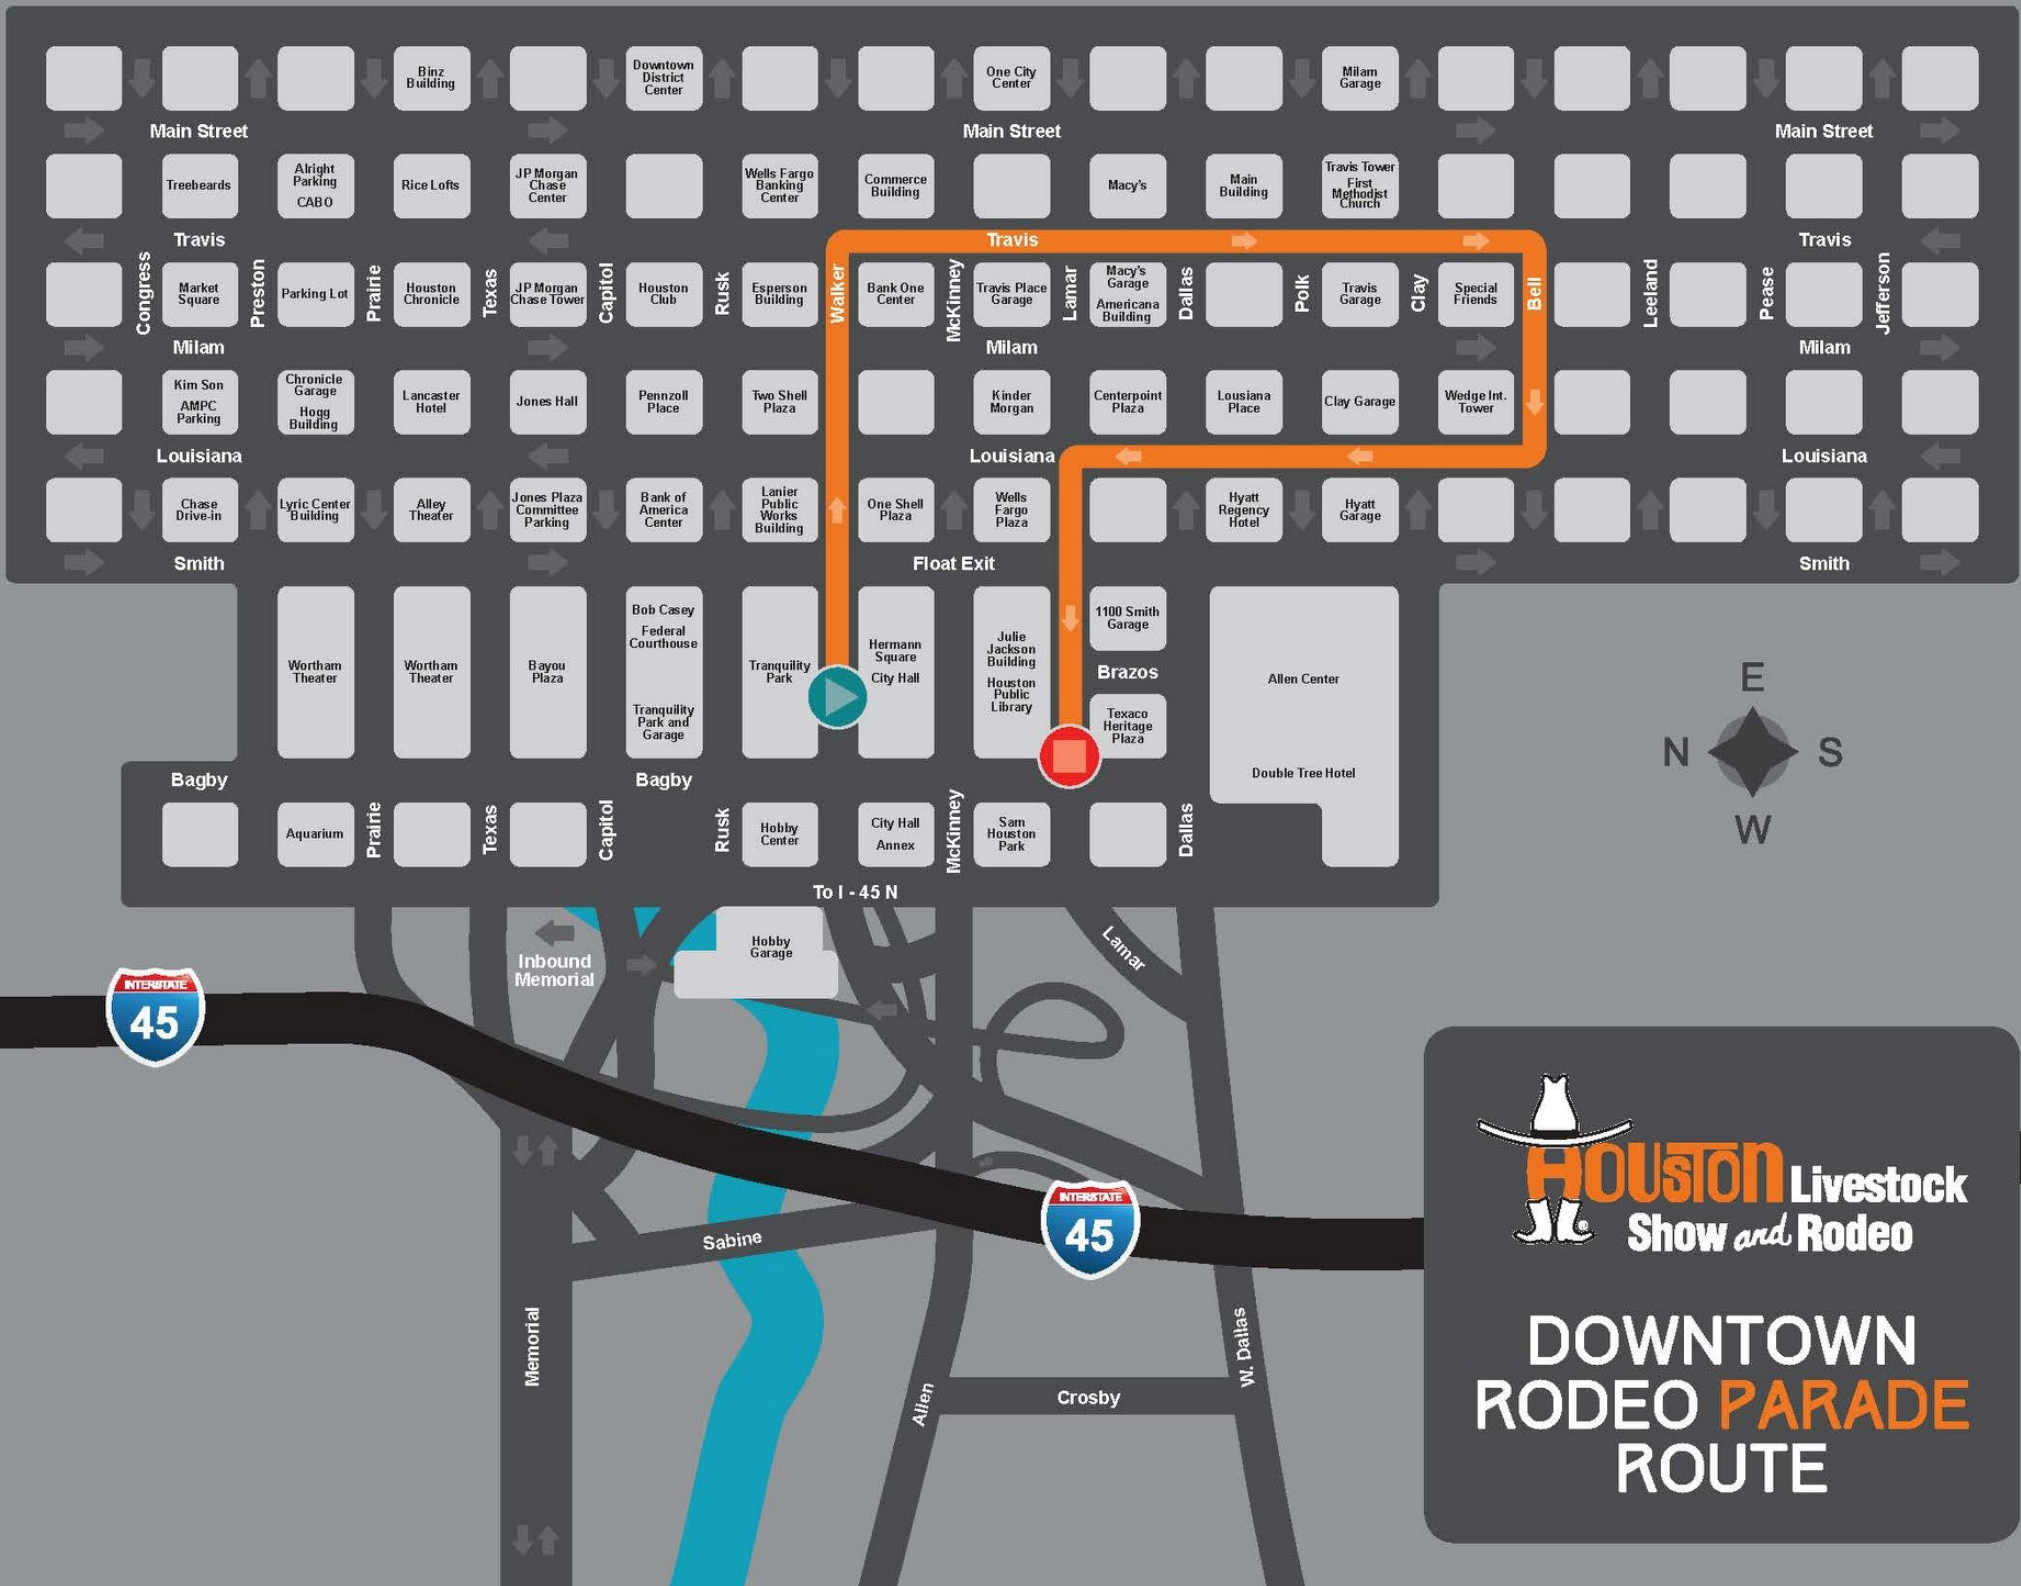 Binz
Building
Downtown
District
Center
One City
Center
Milam
Garage
Main Street
Main Street
Main Street
Treebeards
Alright
Parking
CABO
Rice Lofts
JP Morgan
Chase
Center
Wells Fargo
Banking
Center
Commerce
Building
Macy's
Main
Building
Travis Tower
First
Methodist
Church
Travis
Travis
Travis
Congress
Market
Square
Preston
Parking Lot
Prairie
Houston
Chronicle
Texas
JP Morgan
Chase Tower
Capitol
Houston
Club
Rusk
Esperson
Building
Walker
Bank One
Center
McKinney
Travis Place
Garage
Lamar
Macy's
Garage
Americana
Building
Dallas
Polk
Travis
Garage
Clay
Special
Friends
Bell
Leeland
Pease
Jefferson
Milam
Milam
Milam
Kim Son
AMPC
Parking
Chronicle
Garage
Hogg
Building
Lancaster
Hotel
Jones Hall
Pennzoll
Place
Two Shell
Plaza
Kinder
Morgan
Centerpoint
Plaza
Lousiana
Place
Clay Garage
Wedge Int.
Tower
Louisiana
Louisiana
Louisiana
Chase
Drive-in
Lyric Center
Building
Alley
Theater
Jones Plaza
Committee
Parking
Bank of
America
Center
Lanier
Public
Works
Building
One Shell
Plaza
Wells
Fargo
Plaza
Hyatt
Regency
Hotel
Hyatt
Garage
Smith
Float Exit
Smith
Wortham
Theater
Wortham
Theater
Bayou
Plaza
Bob Casey
Federal
Courthouse
Tranquility
Park and
Garage
Tranquility
Park
Hermann
Square
City Hall
Julie
Jackson
Building
Houston
Public
Library
1100 Smith
Garage
Brazos
Texaco
Heritage
Plaza
Allen Center
Double Tree Hotel
E
N
S
W
Bagby
Bagby
Aquarium
Prairie
Texas
Capitol
Rusk
Hobby
Center
City Hall
Annex
McKinney
Sam
Houston
Park
Dallas
To I - 45 N
Hobby
Garage
Inbound
Memorial
Lamar
INTERSTATE
45
INTERSTATE
45
Sabine
Memorial
Allen
Crosby
W. Dallas
HOUSTON Livestock
Show and Rodeo
DOWNTOWN
RODEO PARADE
ROUTE